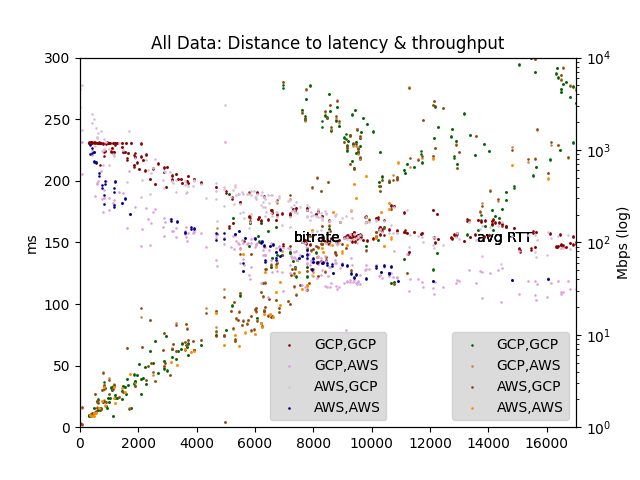 All Data: Distance to latency & throughput
300
250
200
150
100
50
0
ms
10^4
10^3
10^2
10^1
10^0
Mbps (log)
bitrate
avg RTT
GCP,GCP
GCP,AWS
AWS,GCP
AWS,AWS
GCP,GCP
GCP,AWS
AWS,GCP
AWS,AWS
0 2000 4000 6000 8000 10000 12000 14000 16000